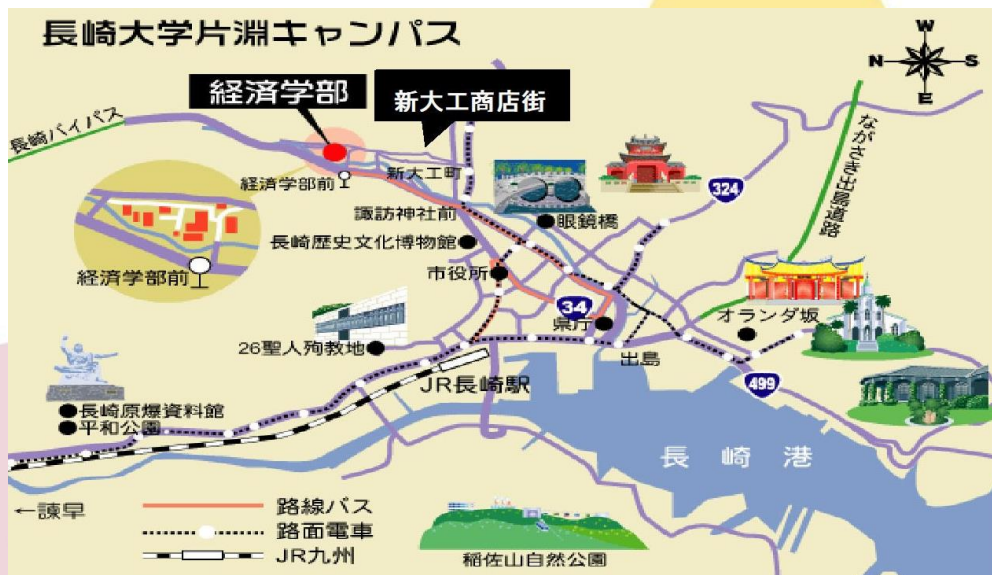 長崎大学片淵キャンパス
W
N
S
E
経済学部
新大工商店街
長崎バイパス
ながさき出島道路
経済学部前
新大工町
324
諏訪神社前
眼鏡橋
長崎歴史文化博物館
経済学部前
市役所
34
県庁
オランダ坂
26聖人殉教地
出島
JR長崎駅
499
長崎原爆資料館
平和公園
長崎港
←諫早
路線バス
路面電車
JR九州
稲佐山自然公園